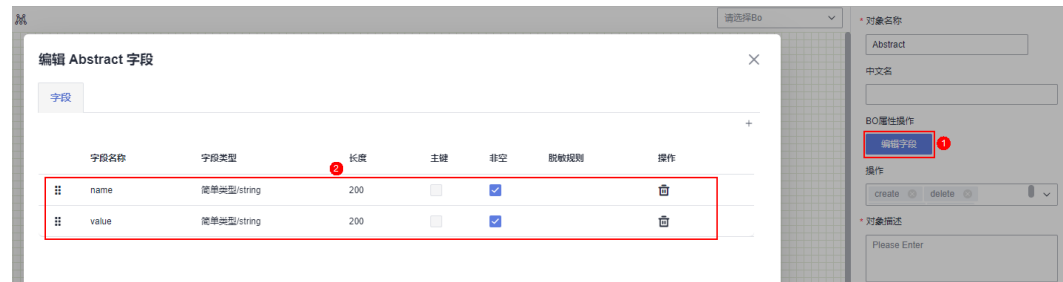 请选择Bo
编辑 Abstract 字段
字段
字段名称 字段类型 长度 主键 非空 脱敏规则 操作
2
name 简单类型/string 200
value 简单类型/string 200
* 对象名称
Abstract
中文名
BO属性操作
编辑字段 1
操作
create delete
* 对象描述
Please Enter